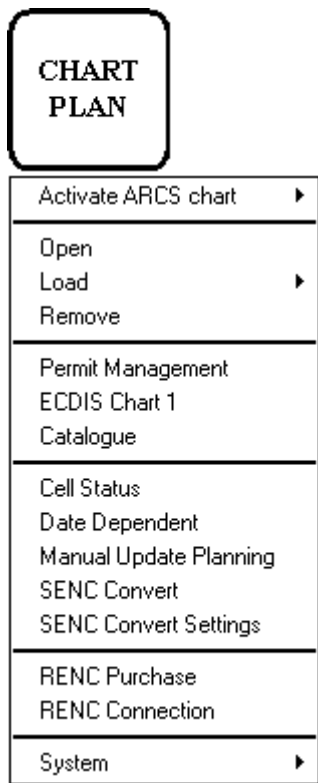 CHART
PLAN
Activate ARCS chart
Open
Load
Remove
Permit Management
ECDIS Chart 1
Catalogue
Cell Status
Date Dependent
Manual Update Planning
SENC Convert
SENC Convert Settings
RENC Purchase
RENC Connection
System